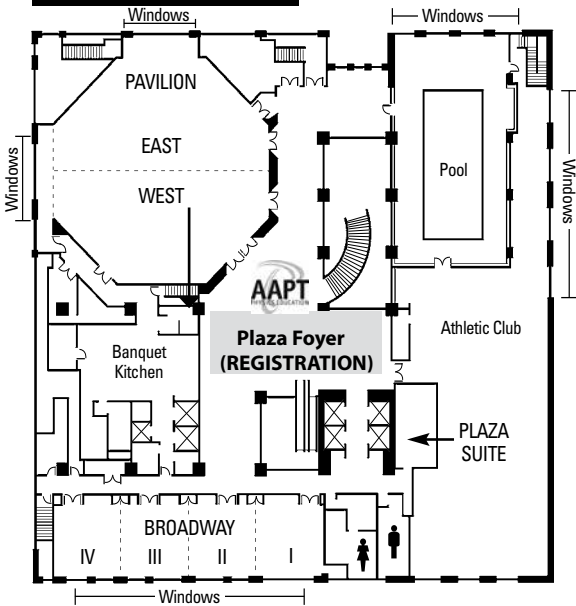 Windows
Windows
PAVILION
EAST
WEST
Windows
Pool
Windows
AAPT
PHYSICS EDUCATION
Plaza Foyer
(REGISTRATION)
Athletic Club
Banquet
Kitchen
PLAZA
SUITE
BROADWAY
IV
III
II
I
Windows